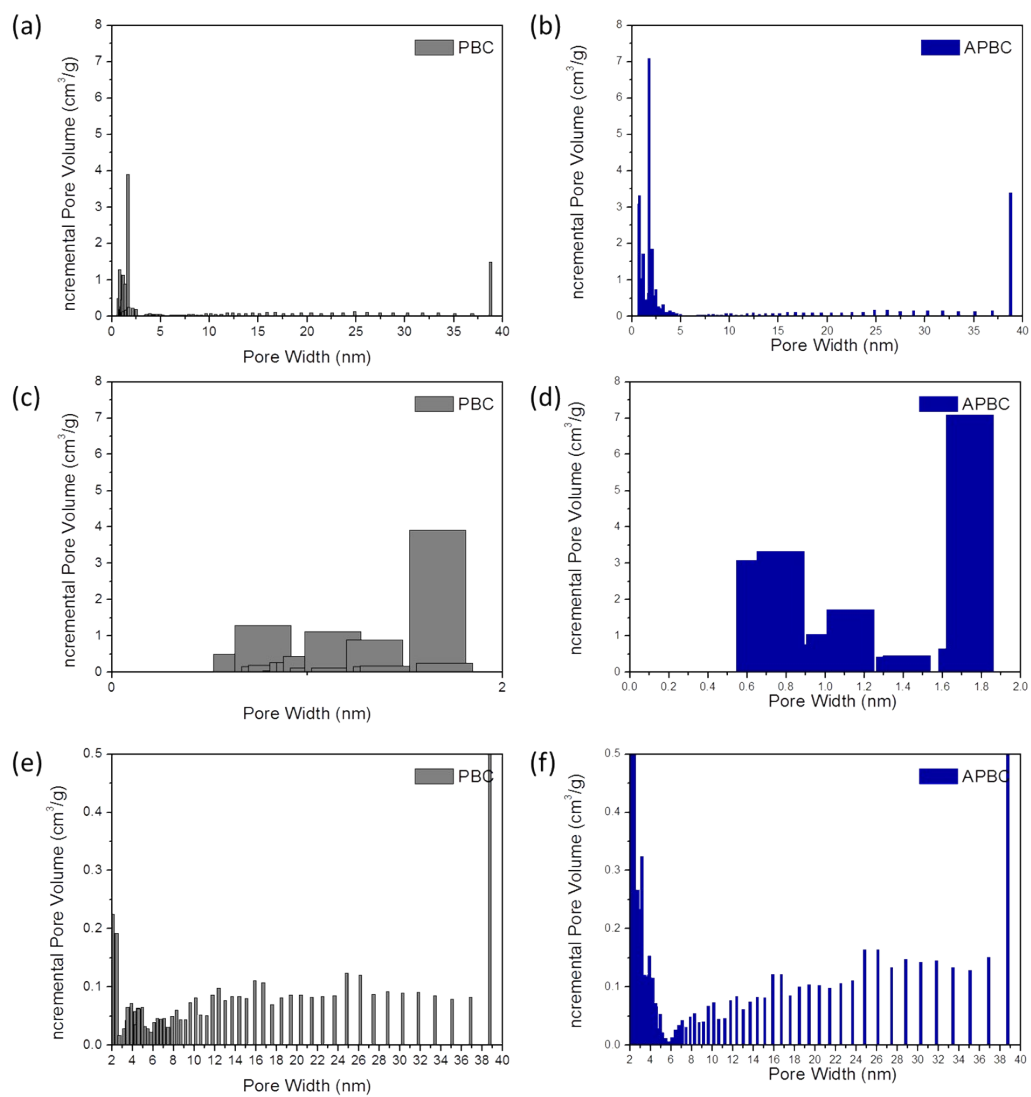 (a)
ncremental Pore Volume (cm³/g)
8
7
6
5
4
3
2
1
0
PBC
0 5 10 15 20 25 30 35 40
Pore Width (nm)
(b)
ncremental Pore Volume (cm³/g)
8
7
6
5
4
3
2
1
0
APBC
0 5 10 15 20 25 30 35 40
Pore Width (nm)
(c)
ncremental Pore Volume (cm³/g)
8
7
6
5
4
3
2
1
0
PBC
0 2
Pore Width (nm)
(d)
ncremental Pore Volume (cm³/g)
8
7
6
5
4
3
2
1
0
APBC
0.0 0.2 0.4 0.6 0.8 1.0 1.2 1.4 1.6 1.8 2.0
Pore Width (nm)
(e)
ncremental Pore Volume (cm³/g)
0.5
0.4
0.3
0.2
0.1
0.0
PBC
2 4 6 8 10 12 14 16 18 20 22 24 26 28 30 32 34 36 38 40
Pore Width (nm)
(f)
ncremental Pore Volume (cm³/g)
0.5
0.4
0.3
0.2
0.1
0.0
APBC
2 4 6 8 10 12 14 16 18 20 22 24 26 28 30 32 34 36 38 40
Pore Width (nm)